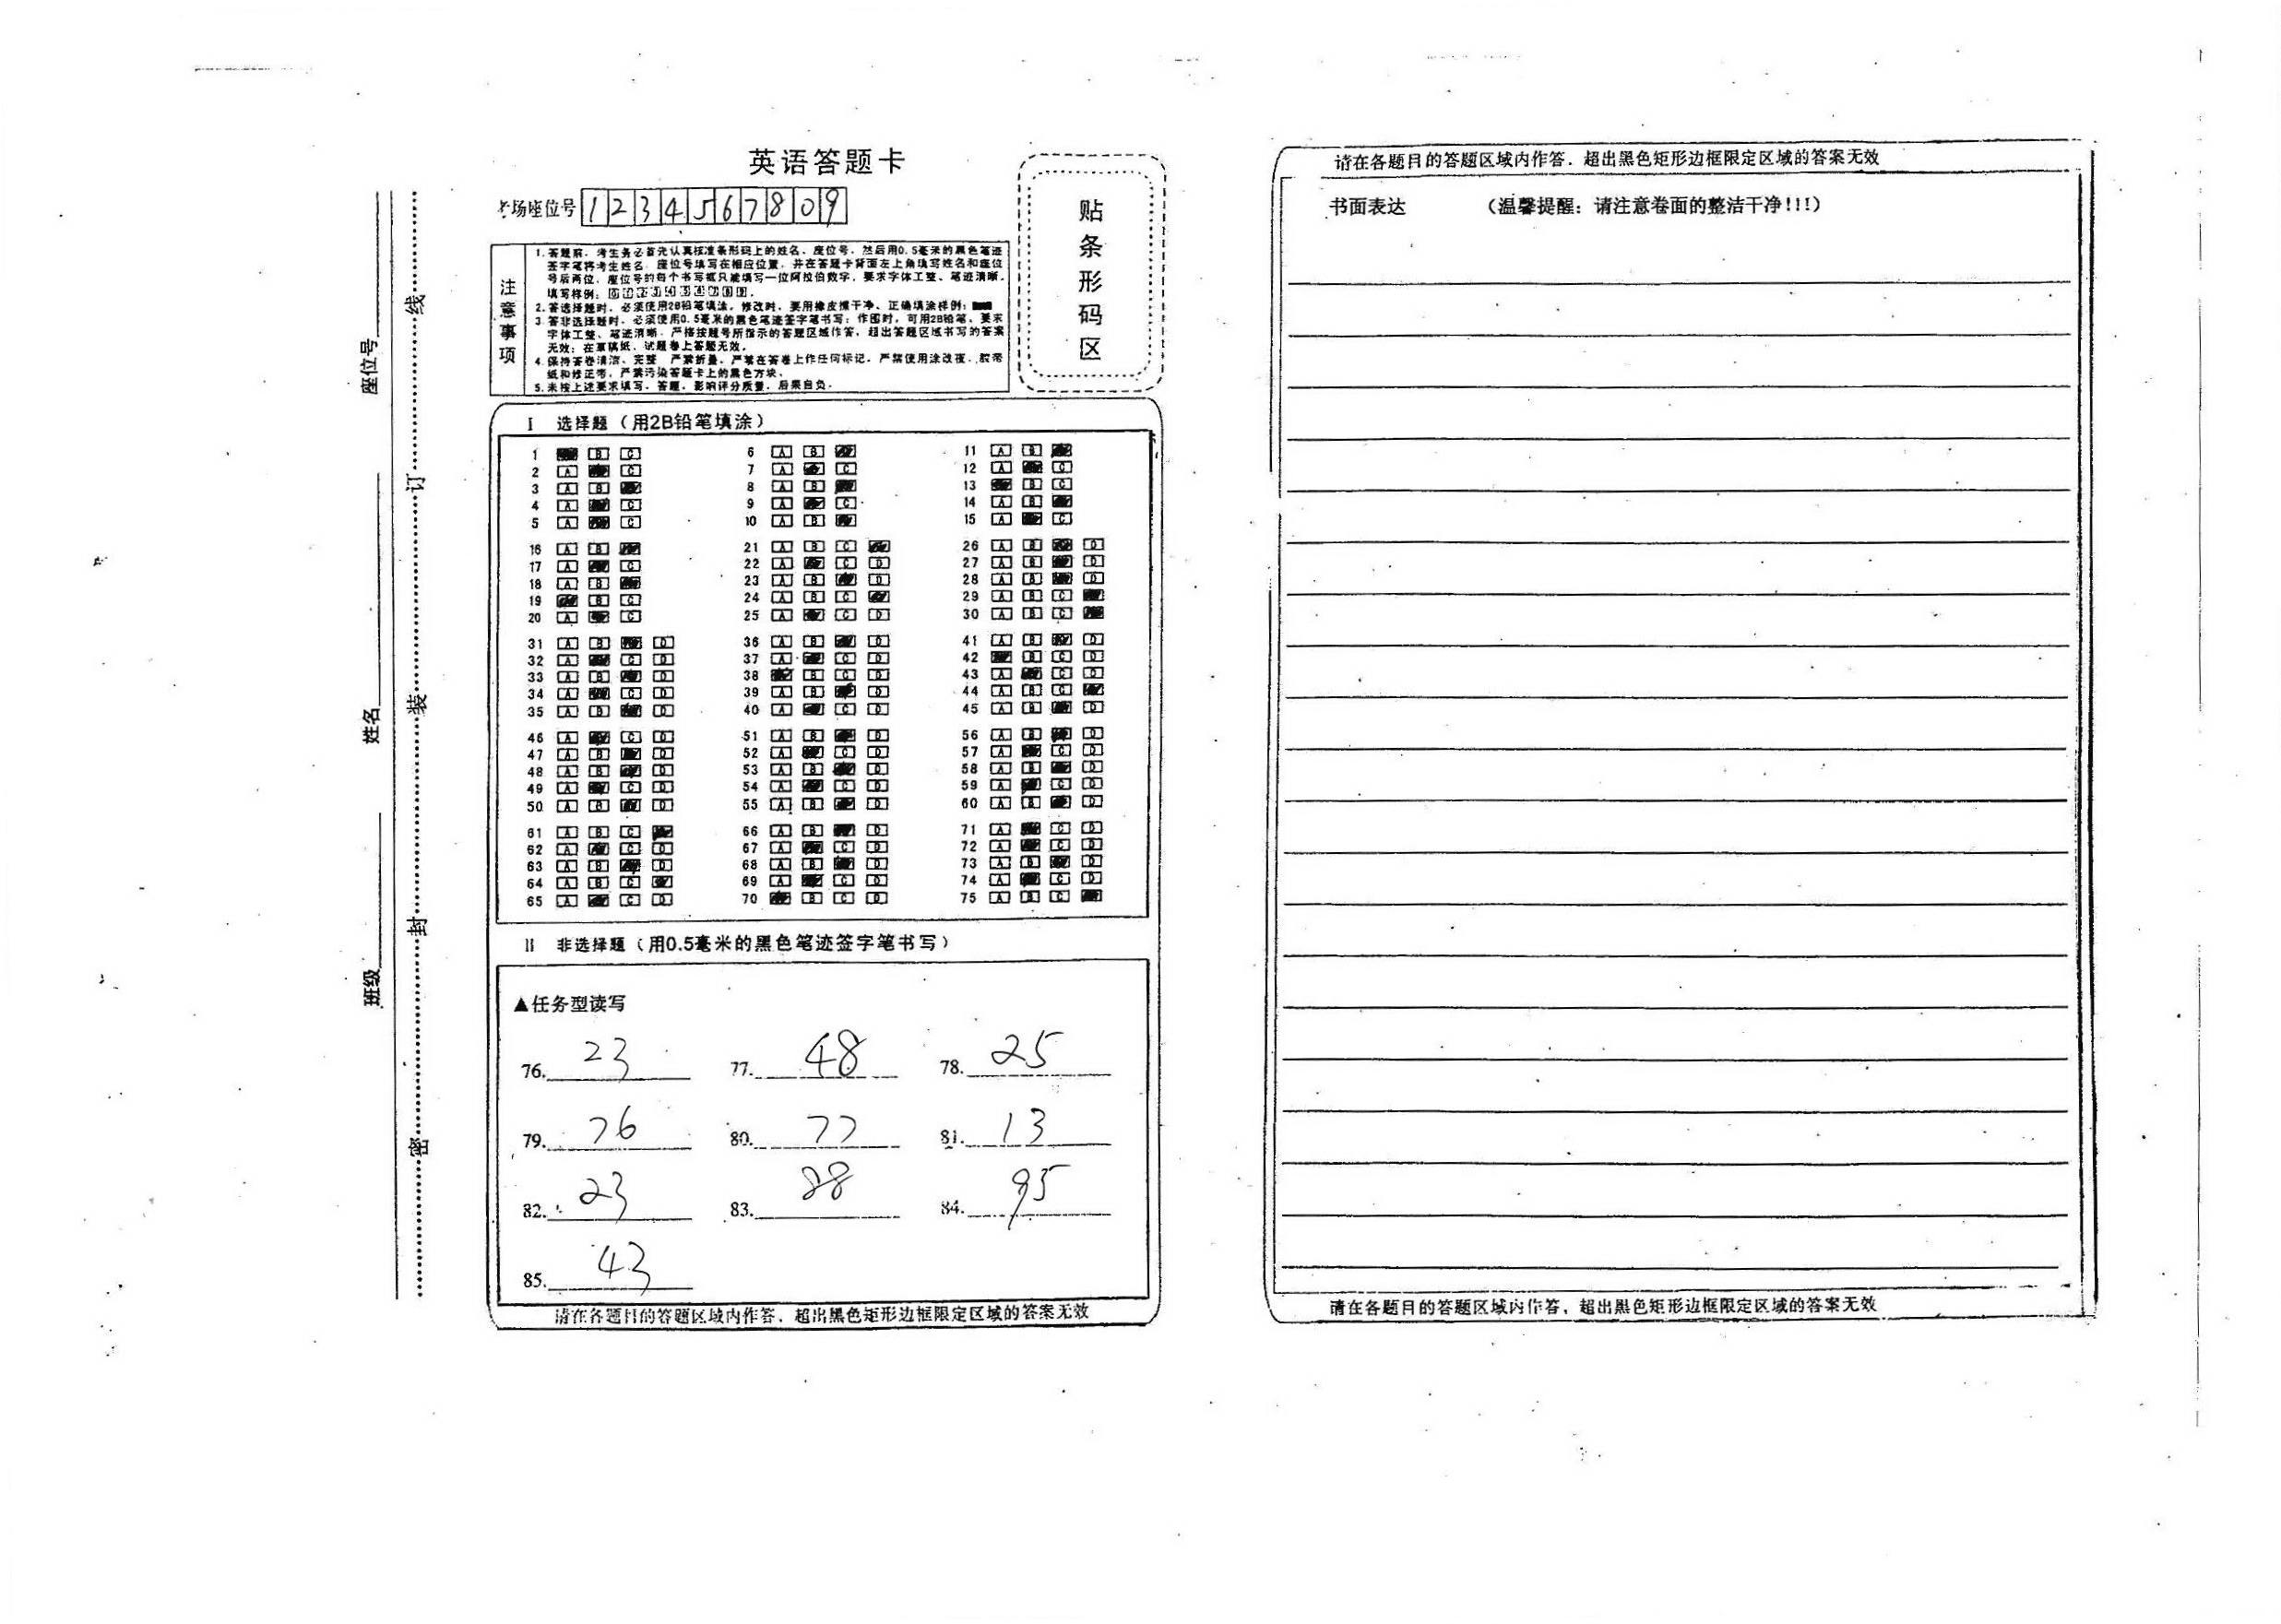 英语答题卡
考场座位号 1 2 3 4 5 6 7 8 0 9
贴条形码区
注意事项
1. 答题前，考生务必首先认真核准条形码上的姓名、座位号，然后用0.5毫米的黑色笔迹
签字笔将考生姓名、座位号填写在相应位置，并在答题卡背面左上角填写姓名和座位
号后两位，座位号的每个书写框只能填写一位阿拉伯数字，要求字体工整、笔迹清晰。
填写样例：0 1 2 3 4 5 6 7 8 9。
2. 答选择题时，必须使用2B铅笔填涂，修改时，要用橡皮擦干净。正确填涂样例：
3. 答非选择题时，必须使用0.5毫米的黑色笔迹签字笔书写；作图时，可用2B铅笔，要求
字体工整、笔迹清晰，严格按题号所指示的答题区域作答，超出答题区域书写的答案
无效；在草稿纸、试题卷上答题无效。
4. 保持答卷清洁、完整 严禁折叠，严禁在答卷上作任何标记，严禁使用涂改液、胶带
纸和修正带，严禁污染答题卡上的黑色方块。
5. 未按上述要求填写、答题，影响评分质量，后果自负。
座位号
姓名
班级
线
订
装
封
密
I 选择题（用2B铅笔填涂）
1 B C 6 A B 11 A B
2 A C 7 A C 12 A C
3 A B 8 A B 13 B C
4 A C 9 A C 14 A B
5 A C 10 A B 15 A C
16 A B 21 A B C 26 A B D
17 A C 22 A C D 27 A B D
18 A B 23 A B D 28 A B D
19 B C 24 A B C 29 A B C
20 A C 25 A C D 30 A B C
31 A B D 36 A B D 41 A B D
32 A C D 37 A C D 42 B C D
33 A B D 38 B C D 43 A C D
34 A C D 39 A B D 44 A B C
35 A B D 40 A C D 45 A B D
46 A C D 51 A B D 56 A B D
47 A B D 52 A C D 57 A C D
48 A B D 53 A B D 58 A B D
49 A C D 54 A C D 59 A C D
50 A B D 55 A B D 60 A B D
61 A B C 66 A B D 71 A C D
62 A C D 67 A C D 72 A C D
63 A B D 68 A B D 73 A B D
64 A B C 69 A C D 74 A C D
65 A C D 70 B C D 75 A B C
II 非选择题（用0.5毫米的黑色笔迹签字笔书写）
▲任务型读写
76. 23 77. 48 78. 25
79. 76 80. 77 81. 13
82. 23 83. 88 84. 95
85. 43
请在各题目的答题区域内作答，超出黑色矩形边框限定区域的答案无效
请在各题目的答题区域内作答，超出黑色矩形边框限定区域的答案无效
书面表达 （温馨提醒：请注意卷面的整洁干净!!!）
请在各题目的答题区域内作答，超出黑色矩形边框限定区域的答案无效